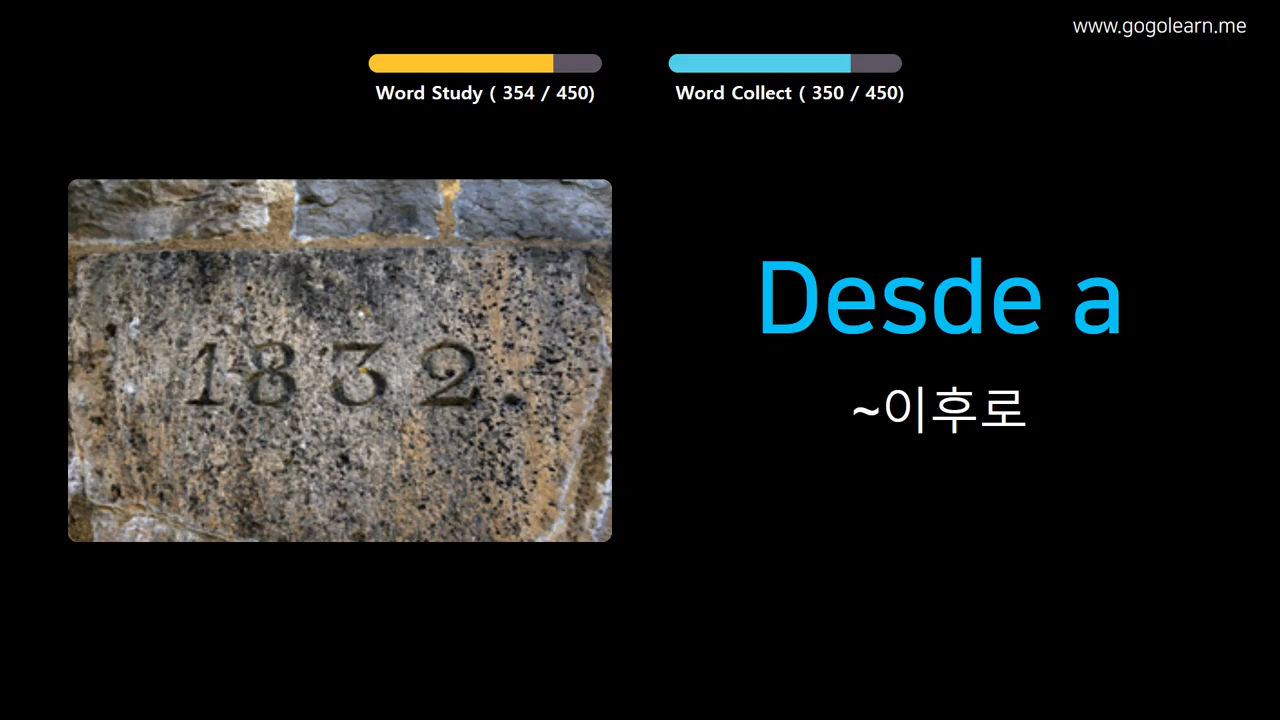 www.gogolearn.me
Word Study ( 354 / 450)
Word Collect ( 350 / 450)
1832.
Desde a
~이후로